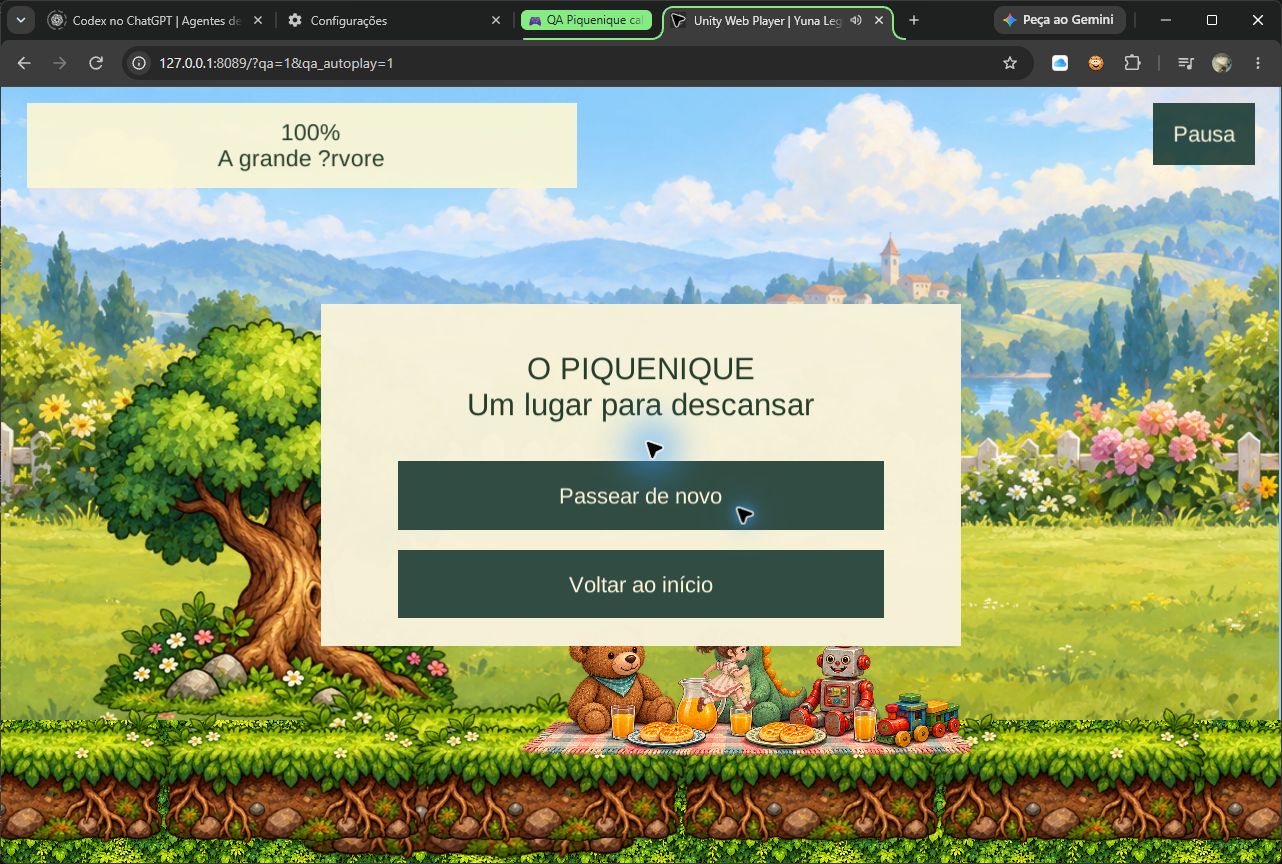 Codex no ChatGPT | Agentes de
Configurações
QA Piquenique cal
Unity Web Player | Yuna Leg
Peça ao Gemini
127.0.0.1:8089/?qa=1&qa_autoplay=1
100%
A grande ?rvore
Pausa
O PIQUENIQUE
Um lugar para descansar
Passear de novo
Voltar ao início